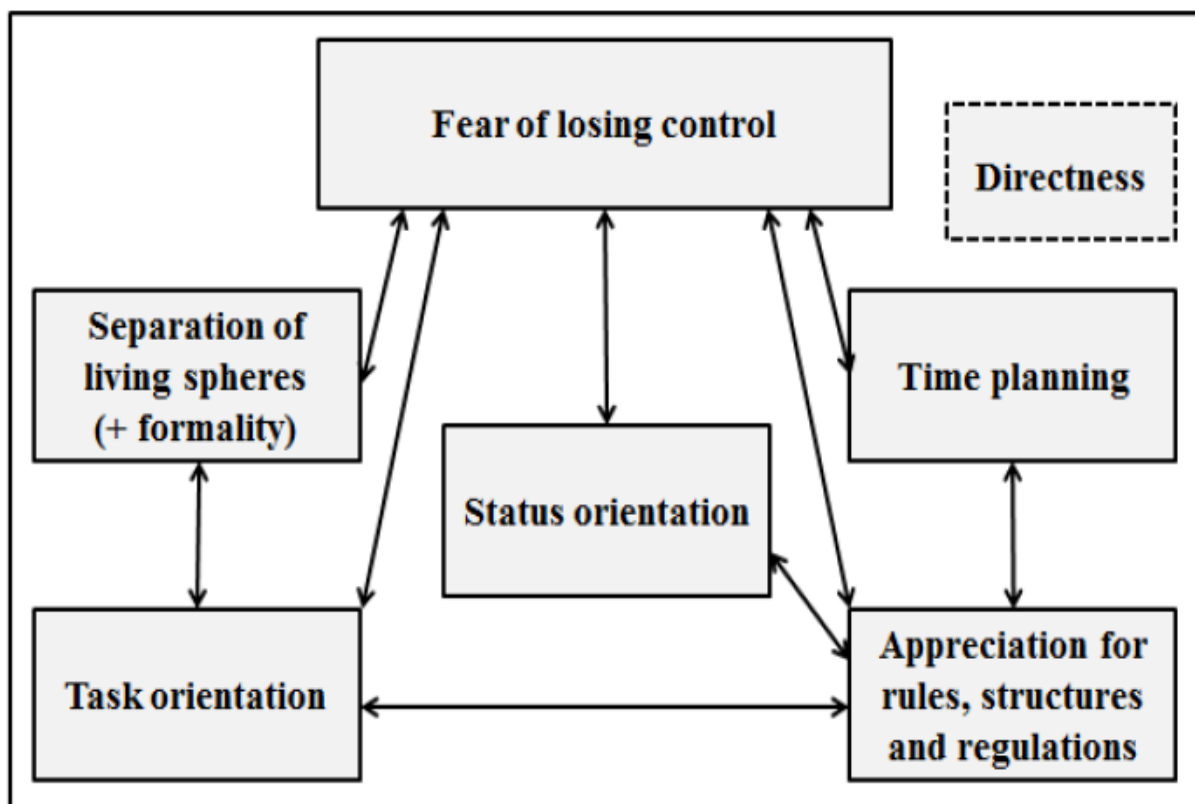 Fear of losing control
Directness
Separation of
living spheres
(+ formality)
Time planning
Status orientation
Task orientation
Appreciation for
rules, structures
and regulations